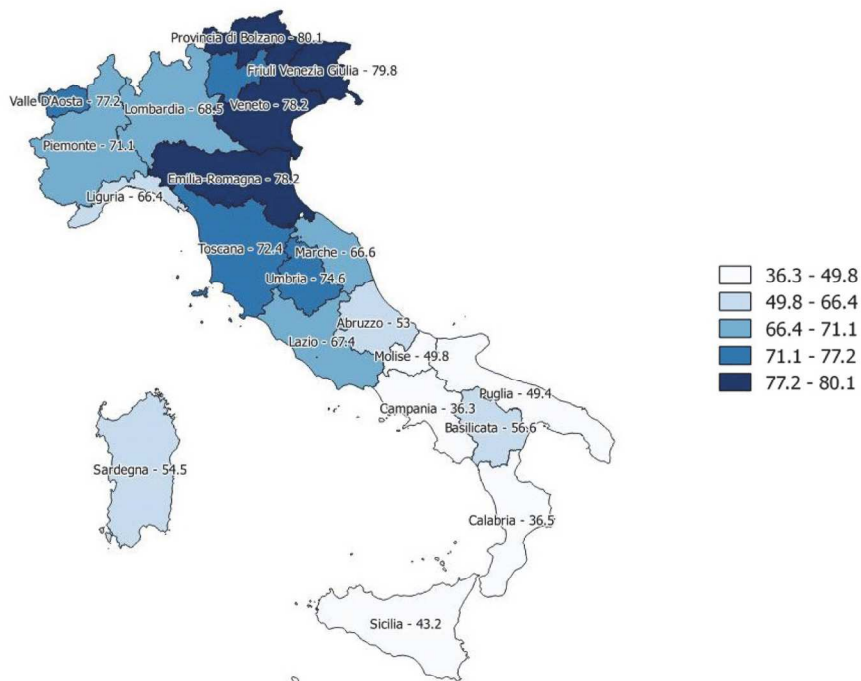 Provincia di Bolzano - 80.1
Friuli Venezia Giulia - 79.8
Valle D'Aosta - 77.2
Lombardia - 68.5
Veneto - 78.2
Piemonte - 71.1
Emilia-Romagna - 78.2
Liguria - 66.4
Toscana - 72.4
Marche - 66.6
Umbria - 74.6
Abruzzo - 53
Lazio - 67.4
Molise - 49.8
Puglia - 49.4
Campania - 36.3
Basilicata - 56.6
Sardegna - 54.5
Calabria - 36.5
Sicilia - 43.2
36.3 - 49.8
49.8 - 66.4
66.4 - 71.1
71.1 - 77.2
77.2 - 80.1